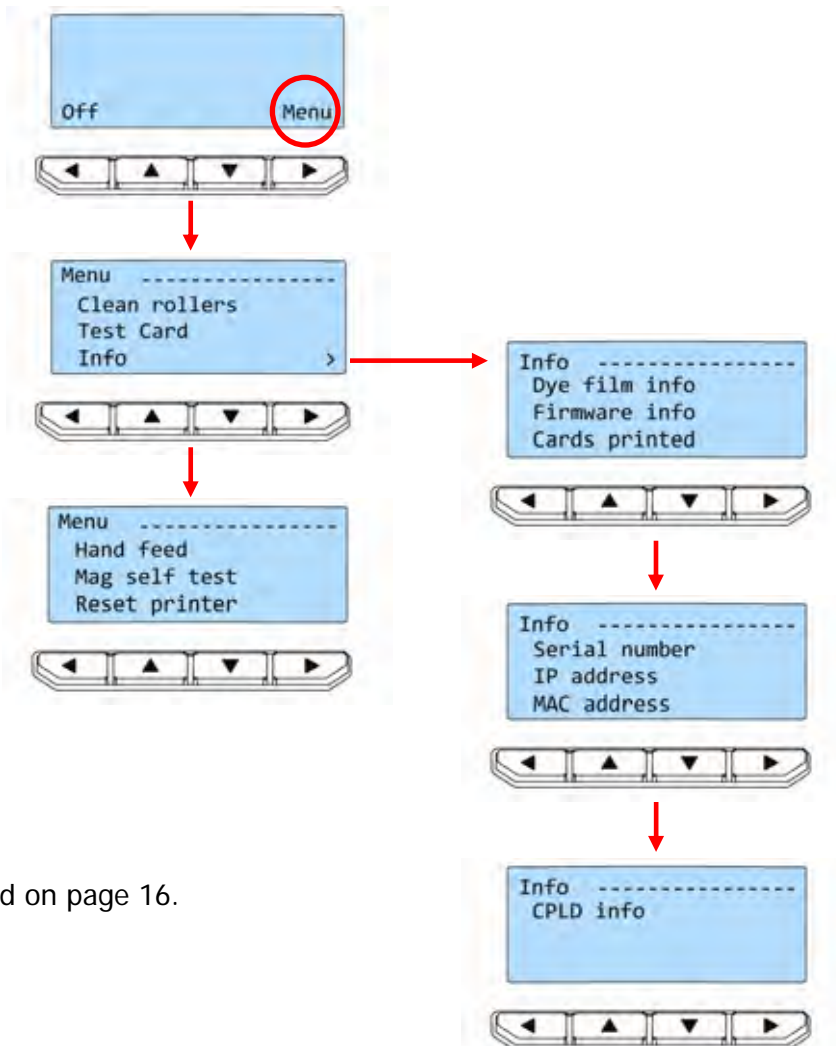 Off Menu
Menu ----------------
Clean rollers
Test Card
Info >
Menu ----------------
Hand feed
Mag self test
Reset printer
Info ----------------
Dye film info
Firmware info
Cards printed
Info ----------------
Serial number
IP address
MAC address
Info ----------------
CPLD info
d on page 16.